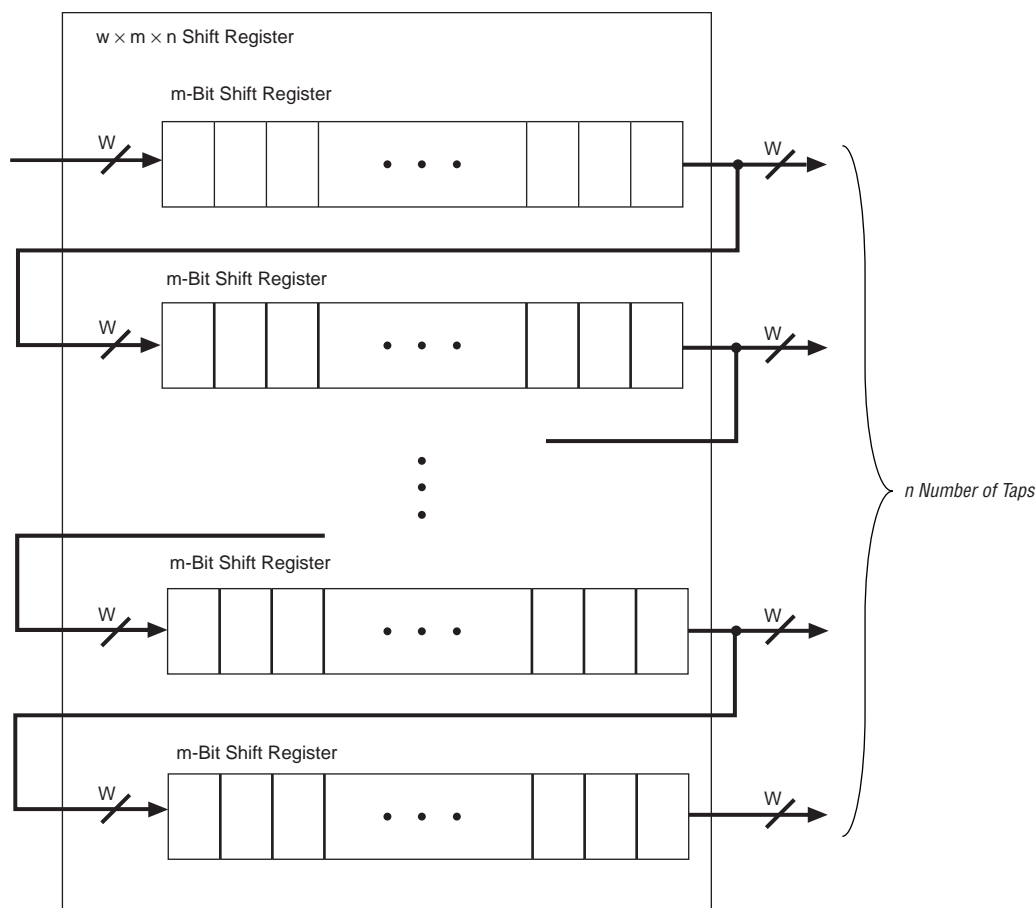 w × m × n Shift Register
m-Bit Shift Register
W
W
m-Bit Shift Register
W
W
n Number of Taps
m-Bit Shift Register
W
W
m-Bit Shift Register
W
W